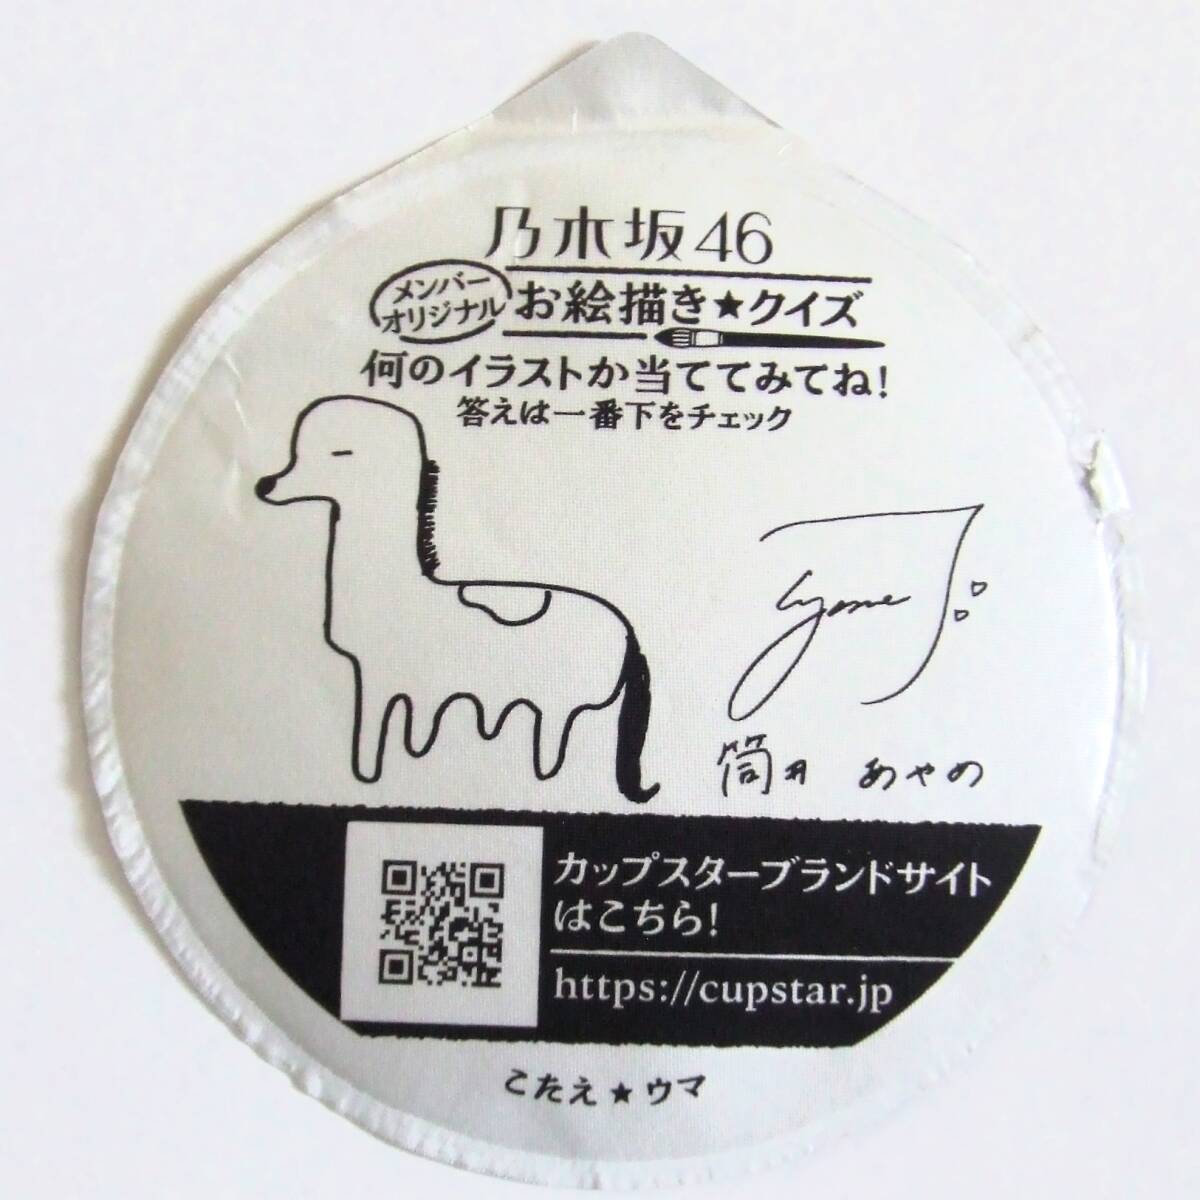 乃木坂46
メンバー
オリジナル
お絵描き★クイズ
何のイラストか当ててみてね!
答えは一番下をチェック
筒井 あやめ
カップスターブランドサイト
はこちら!
https://cupstar.jp
こたえ★ウマ